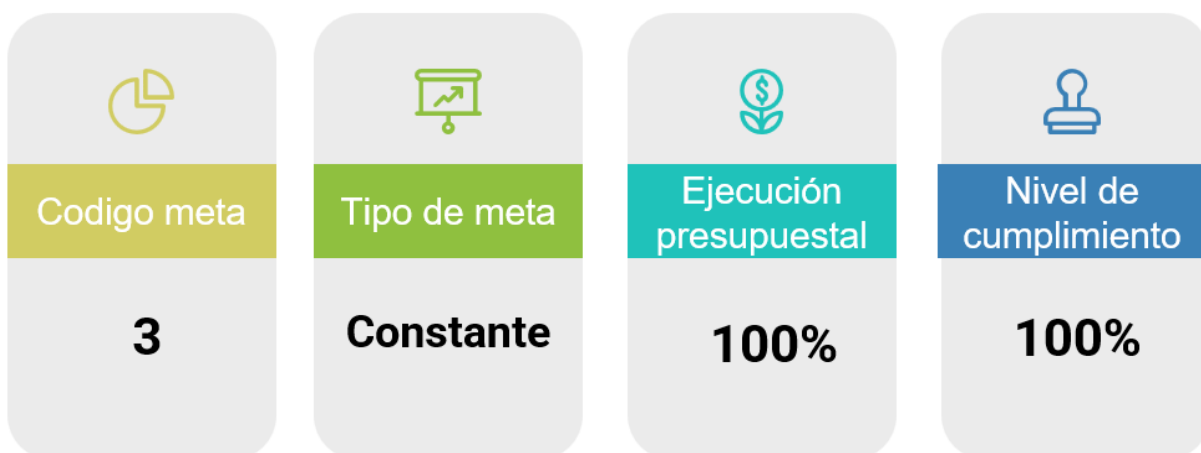 Codigo meta
3
Tipo de meta
Constante
Ejecución
presupuestal
100%
Nivel de
cumplimiento
100%